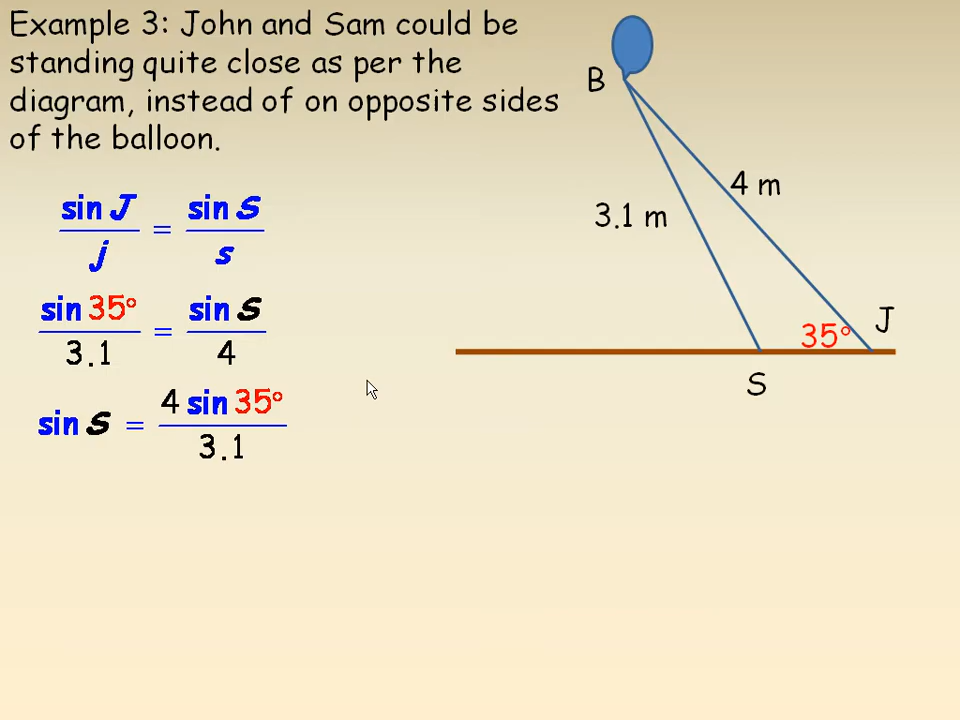 Example 3: John and Sam could be
standing quite close as per the
diagram, instead of on opposite sides
of the balloon.
sin J / j = sin S / s
sin 35° / 3.1 = sin S / 4
sin S = 4 sin 35° / 3.1
B
4 m
3.1 m
35°
J
S